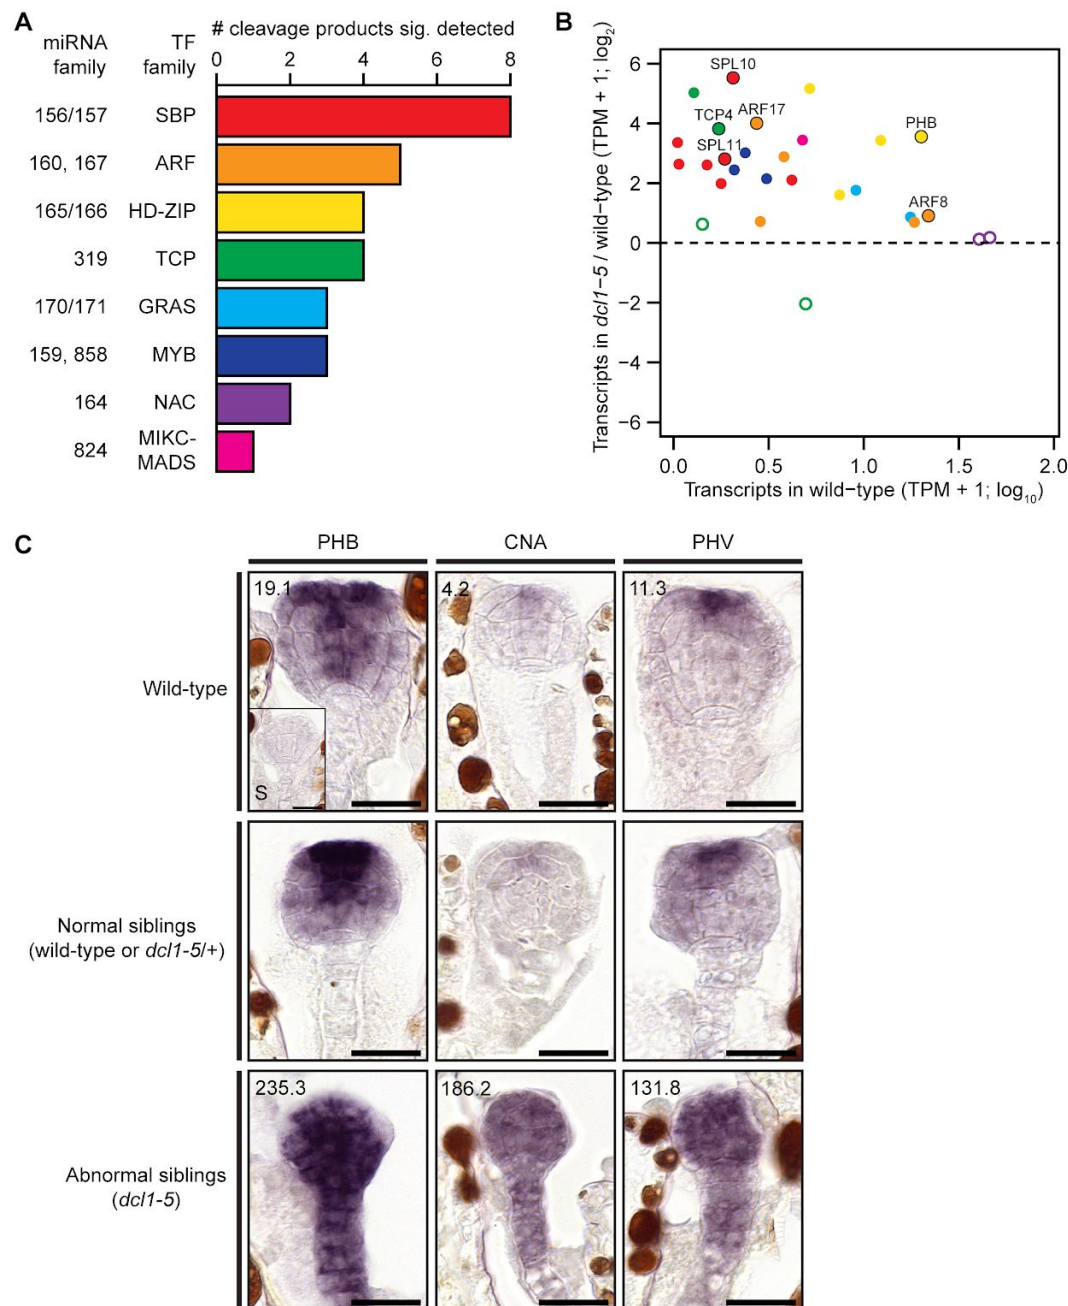 A
miRNA family
TF family
# cleavage products sig. detected
0 2 4 6 8
156/157 SBP
160, 167 ARF
165/166 HD-ZIP
319 TCP
170/171 GRAS
159, 858 MYB
164 NAC
824 MIKC-
MADS
B
Transcripts in dcl1−5 / wild−type (TPM + 1; log2)
6
4
2
0
−2
−4
−6
SPL10
TCP4
ARF17
SPL11
PHB
ARF8
0.0 0.5 1.0 1.5 2.0
Transcripts in wild−type (TPM + 1; log10)
C
PHB CNA PHV
Wild-type
19.1 4.2 11.3
S
Normal siblings
(wild-type or dcl1-5/+)
Abnormal siblings
(dcl1-5)
235.3 186.2 131.8